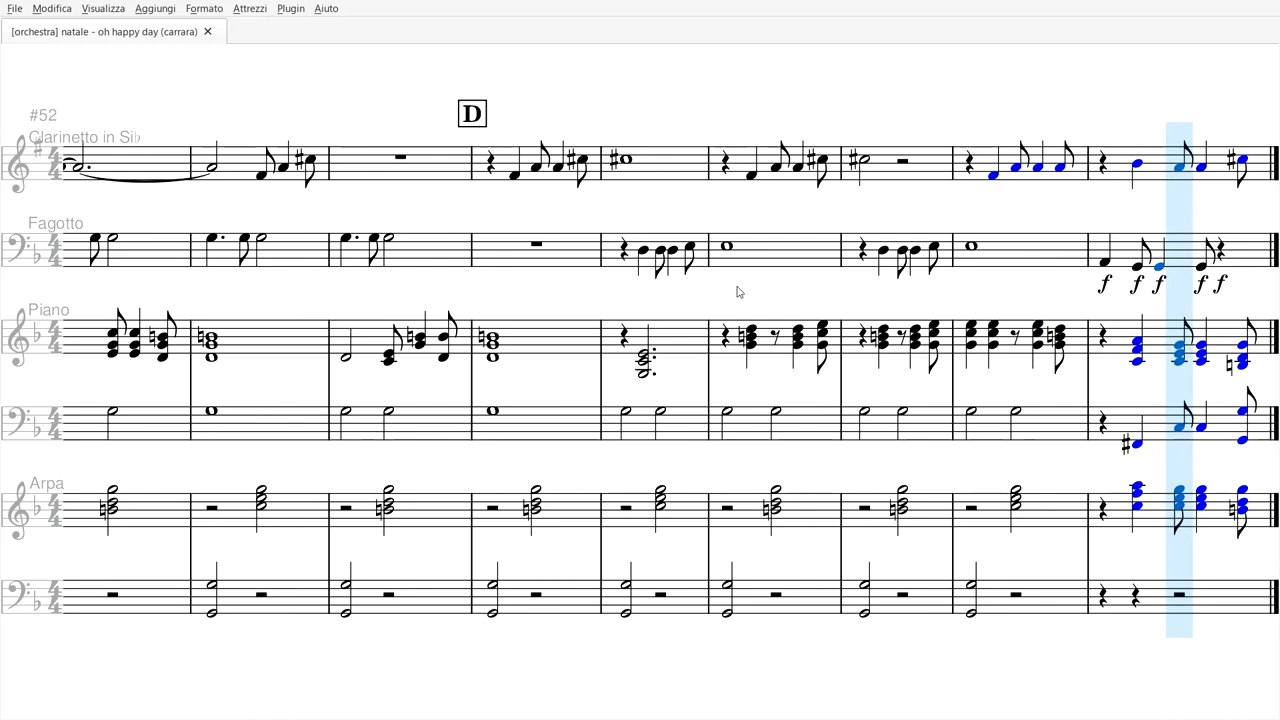 File Modifica Visualizza Aggiungi Formato Attrezzi Plugin Aiuto
[orchestra] natale - oh happy day (carrara) ✕
D
#52
Clarinetto in Si♭
Fagotto
f f f f f
Piano
Arpa